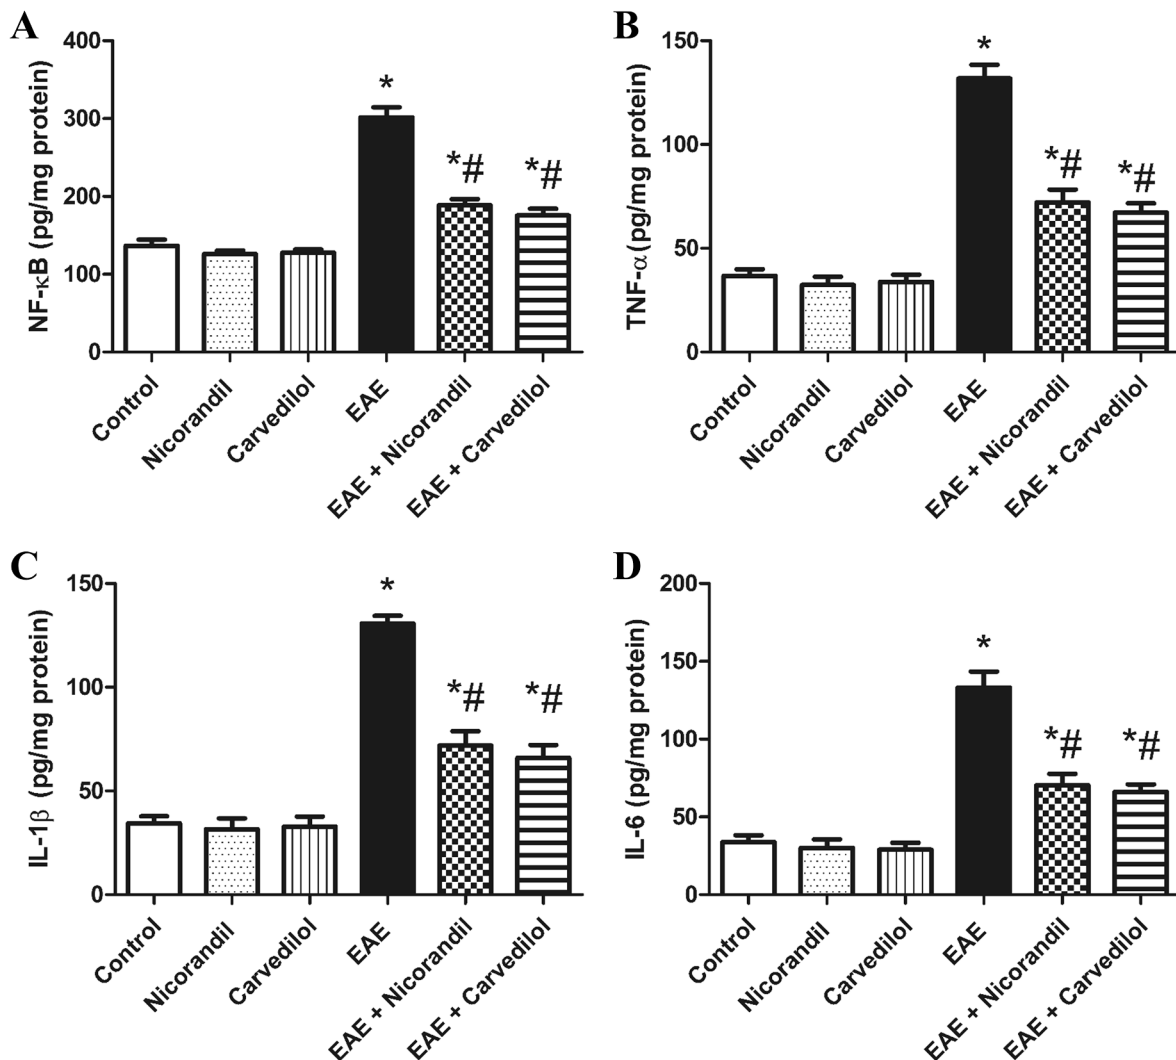 A
NF-κB (pg/mg protein)
400
300
200
100
0
*
*#
*#
Control
Nicorandil
Carvedilol
EAE
EAE + Nicorandil
EAE + Carvedilol
B
TNF-α(pg/mg protein)
150
100
50
0
*
*#
*#
Control
Nicorandil
Carvedilol
EAE
EAE + Nicorandil
EAE + Carvedilol
C
IL-1β (pg/mg protein)
150
100
50
0
*
*#
*#
Control
Nicorandil
Carvedilol
EAE
EAE + Nicorandil
EAE + Carvedilol
D
IL-6 (pg/mg protein)
200
150
100
50
0
*
*#
*#
Control
Nicorandil
Carvedilol
EAE
EAE + Nicorandil
EAE + Carvedilol